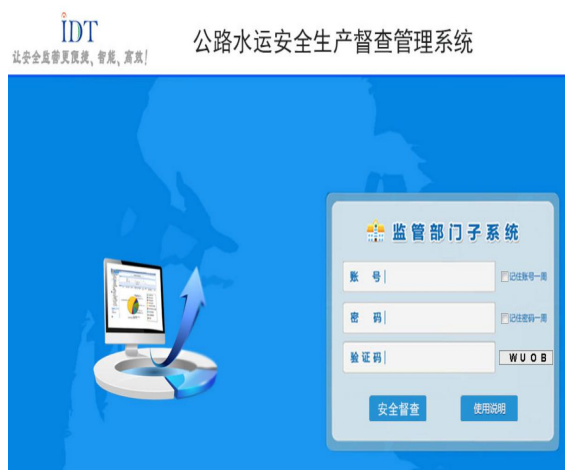 iDT
让安全监督更便捷、智能、高效!
公路水运安全生产督查管理系统
监管部门子系统
账 号
记住账号一周
密 码
记住密码一周
验证码
WUOB
安全督查
使用说明